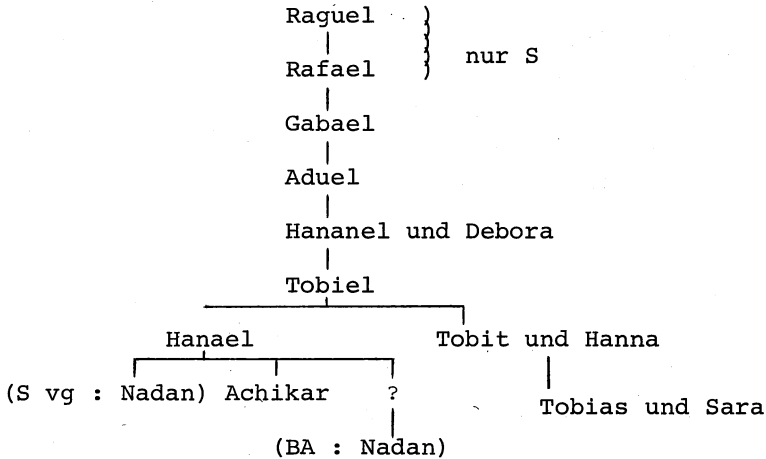 Raguel
nur S
Rafael
Gabael
Aduel
Hananel und Debora
Tobiel
Hanael Tobit und Hanna
(S vg : Nadan) Achikar ?
Tobias und Sara
(BA : Nadan)